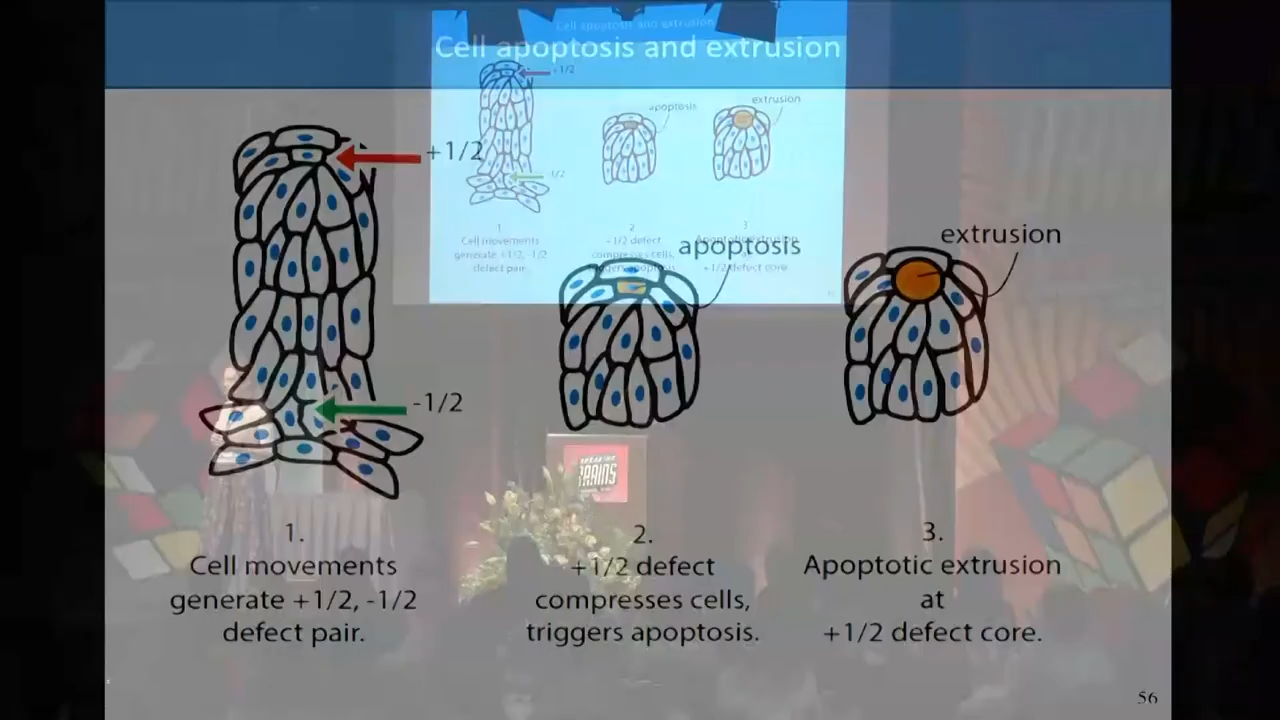 Cell apoptosis and extrusion
Cell apoptosis and extrusion
+1/2
apoptosis
extrusion
-1/2
1
Cell movements
generate +1/2, -1/2
defect pair.
2
+1/2 defect
compresses cells,
triggers apoptosis.
3
Apoptotic extrusion
at
+1/2 defect core.
+1/2
-1/2
apoptosis
extrusion
BRAINS
1.
Cell movements
generate +1/2, -1/2
defect pair.
2.
+1/2 defect
compresses cells,
triggers apoptosis.
3.
Apoptotic extrusion
at
+1/2 defect core.
56